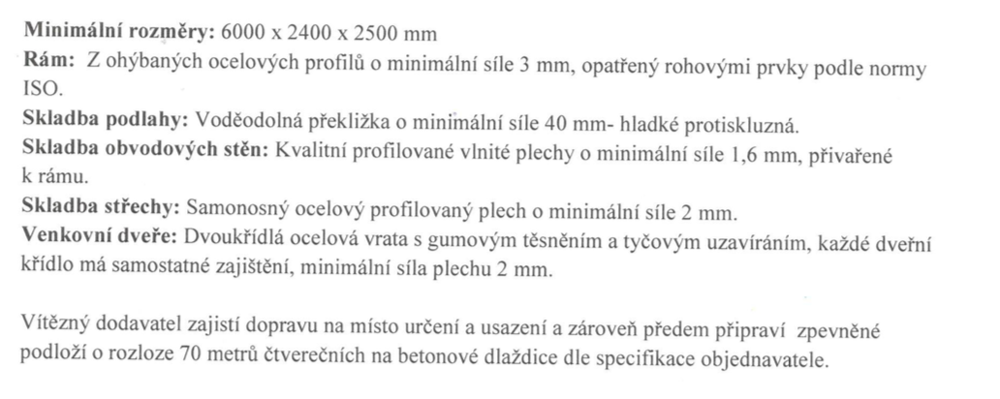 Minimální rozměry: 6000 x 2400 x 2500 mm
Rám: Z ohýbaných ocelových profilů o minimální síle 3 mm, opatřený rohovými prvky podle normy
ISO.
Skladba podlahy: Voděodolná překližka o minimální síle 40 mm- hladké protiskluzná.
Skladba obvodových stěn: Kvalitní profilované vlnité plechy o minimální síle 1,6 mm, přivařené
k rámu.
Skladba střechy: Samonosný ocelový profilovaný plech o minimální síle 2 mm.
Venkovní dveře: Dvoukřídlá ocelová vrata s gumovým těsněním a tyčovým uzavíráním, každé dveřní
křídlo má samostatné zajištění, minimální síla plechu 2 mm.
Vítězný dodavatel zajistí dopravu na místo určení a usazení a zároveň předem připraví zpevněné
podloží o rozloze 70 metrů čtverečních na betonové dlaždice dle specifikace objednavatele.